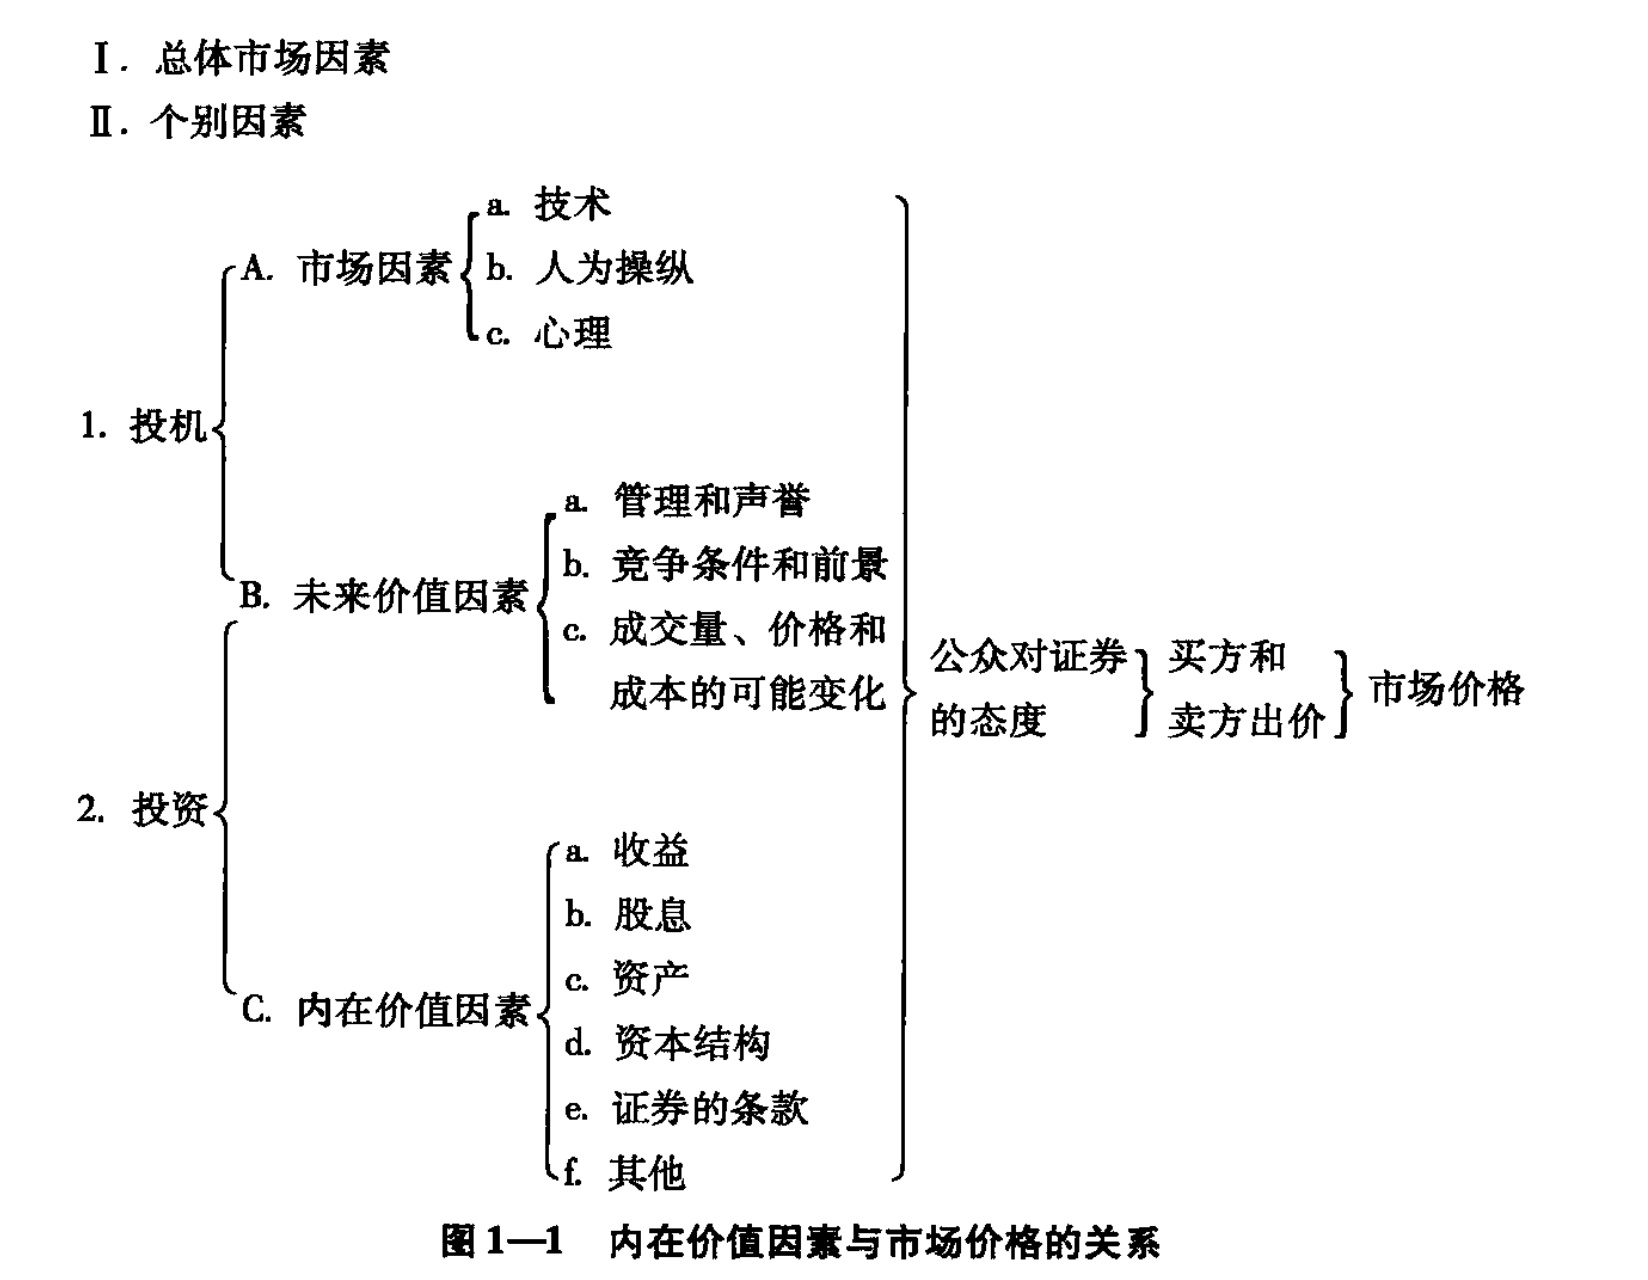 Ⅰ. 总体市场因素
Ⅱ. 个别因素
1. 投机
A. 市场因素
a. 技术
b. 人为操纵
c. 心理
B. 未来价值因素
a. 管理和声誉
b. 竞争条件和前景
c. 成交量、价格和
成本的可能变化
2. 投资
C. 内在价值因素
a. 收益
b. 股息
c. 资产
d. 资本结构
e. 证券的条款
f. 其他
公众对证券
的态度
买方和
卖方出价
市场价格
图1—1 内在价值因素与市场价格的关系